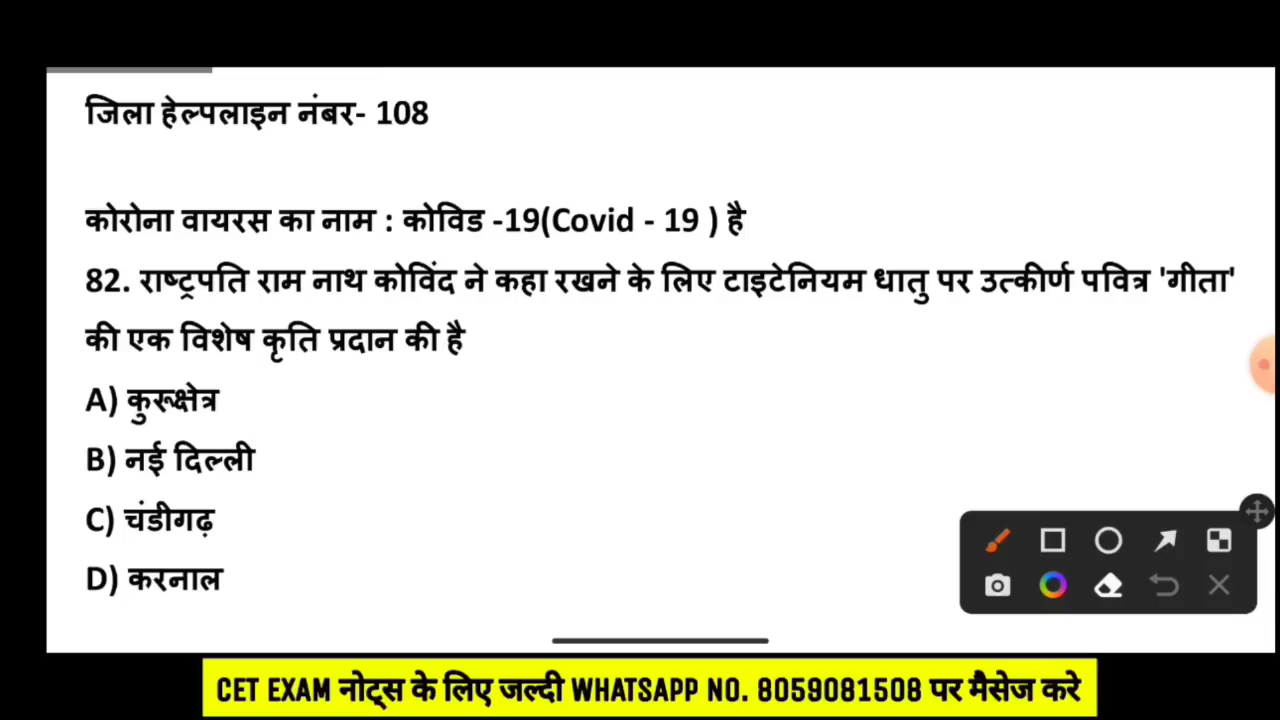 जिला हेल्पलाइन नंबर- 108
कोरोना वायरस का नाम : कोविड -19(Covid - 19 ) है
82. राष्ट्रपति राम नाथ कोविंद ने कहा रखने के लिए टाइटेनियम धातु पर उत्कीर्ण पवित्र 'गीता'
की एक विशेष कृति प्रदान की है
A) कुरूक्षेत्र
B) नई दिल्ली
C) चंडीगढ़
D) करनाल
CET EXAM नोट्स के लिए जल्दी WHATSAPP NO. 8059081508 पर मैसेज करे